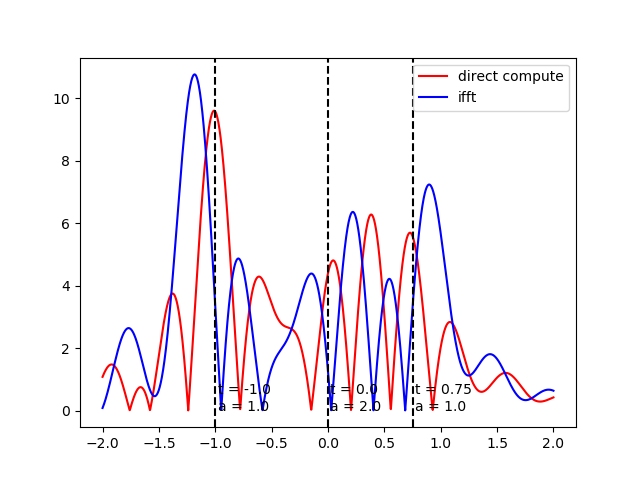 direct compute
ifft
10
8
6
4
2
0
t = -1.0
a = 1.0
t = 0.0
a = 2.0
t = 0.75
a = 1.0
−2.0 −1.5 −1.0 −0.5 0.0 0.5 1.0 1.5 2.0